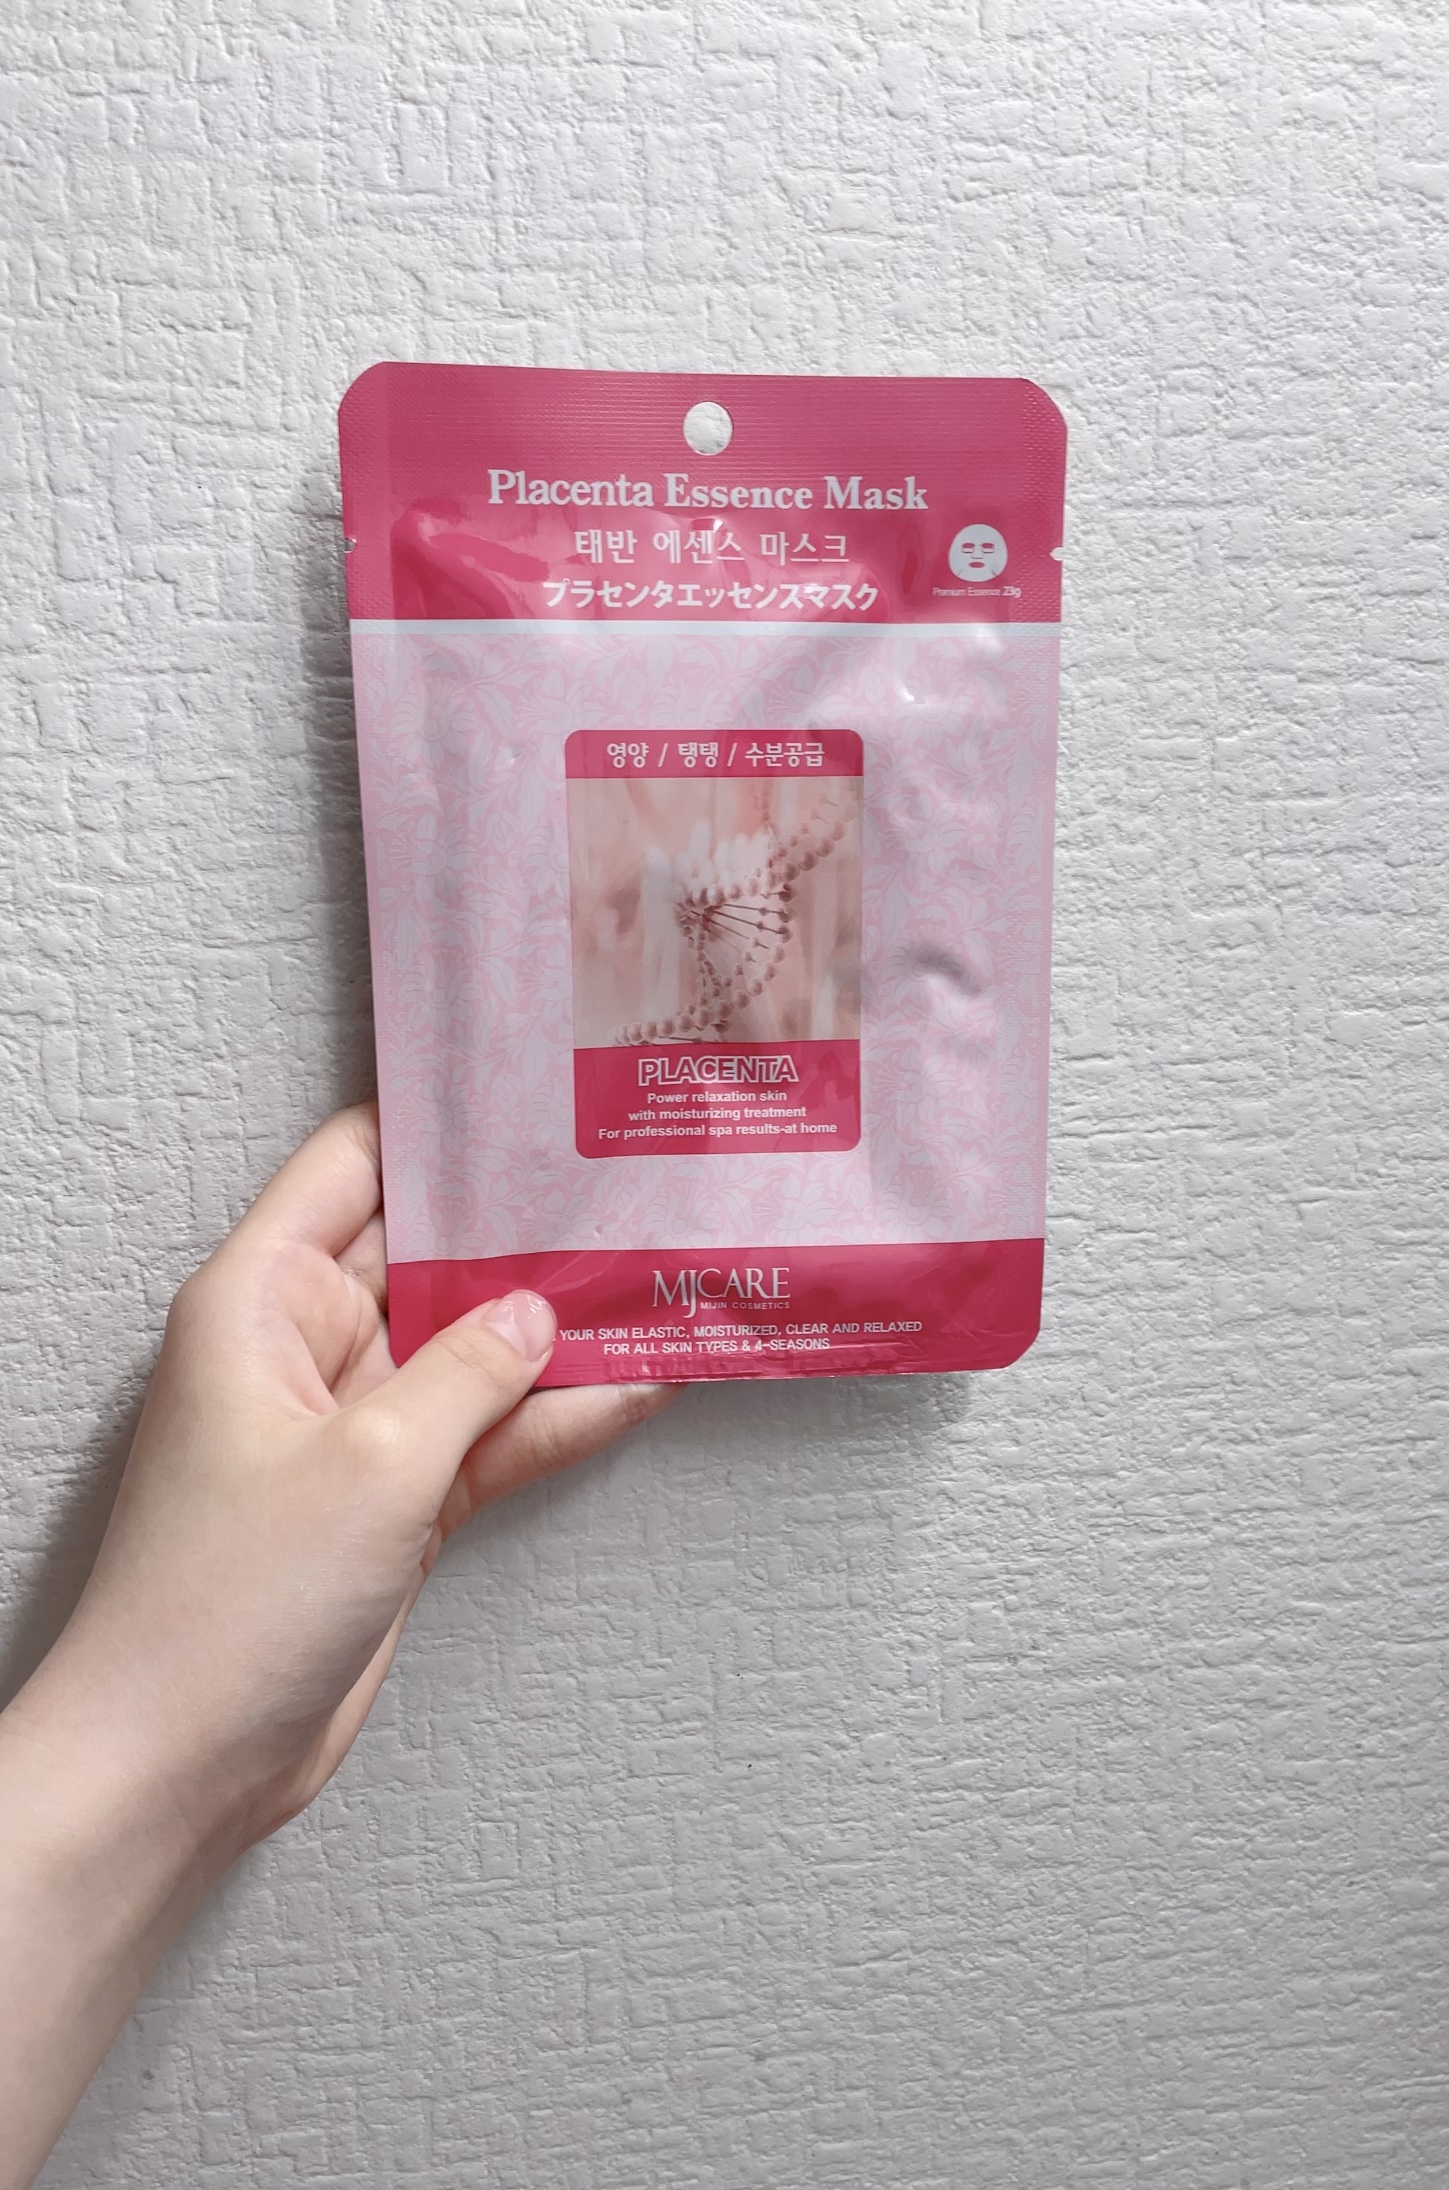 Placenta Essence Mask
태반 에센스 마스크
プラセンタエッセンスマスク
Premium Essence 23g
영양 / 탱탱 / 수분공급
PLACENTA
Power relaxation skin
with moisturizing treatment
For professional spa results-at home
MJCARE
MIJIN COSMETICS
YOUR SKIN ELASTIC, MOISTURIZED, CLEAR AND RELAXED
FOR ALL SKIN TYPES & 4-SEASONS